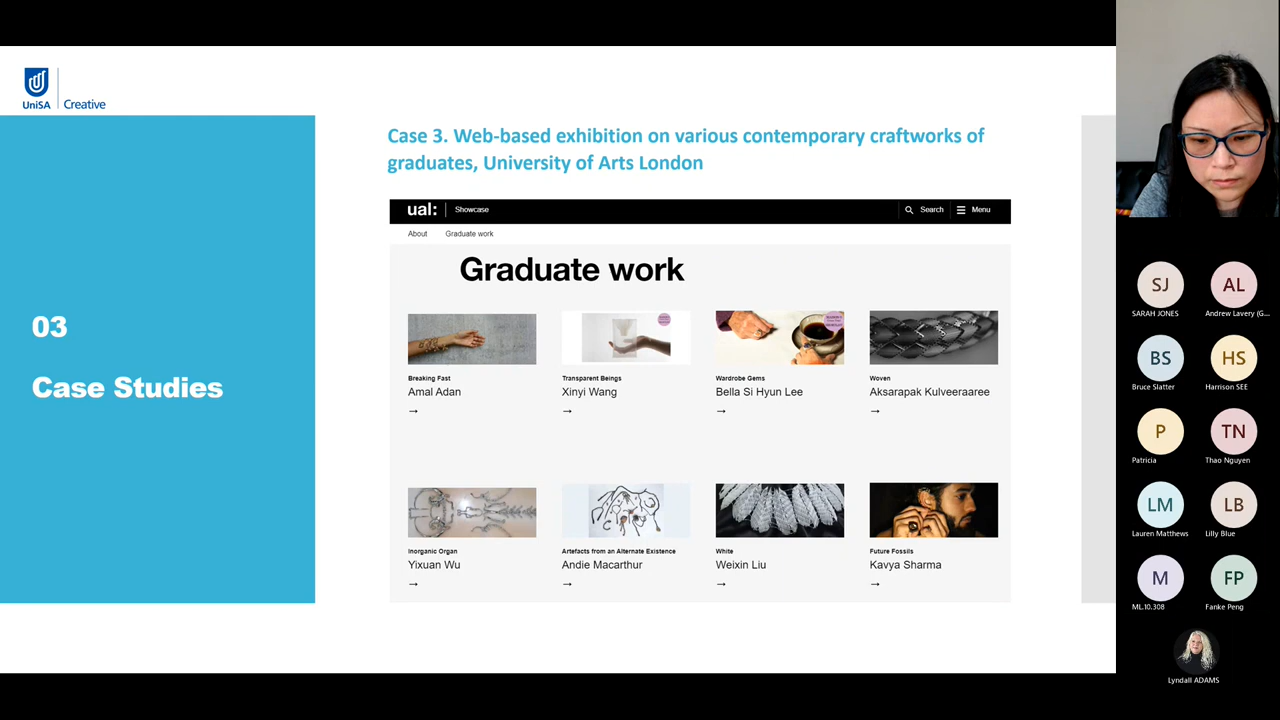 UniSA
Creative
03
Case Studies
Case 3. Web-based exhibition on various contemporary craftworks of
graduates, University of Arts London
ual:
Showcase
Search
Menu
About
Graduate work
Graduate work
Breaking Fast
Amal Adan
→
Transparent Beings
Xinyi Wang
→
Wardrobe Gems
Bella Si Hyun Lee
→
Woven
Aksarapak Kulveeraaree
→
Inorganic Organ
Yixuan Wu
→
Artefacts from an Alternate Existence
Andie Macarthur
→
White
Weixin Liu
→
Future Fossils
Kavya Sharma
→
SJ
SARAH JONES
AL
Andrew Lavery (G...
BS
Bruce Slatter
HS
Harrison SEE
P
Patricia
TN
Thao Nguyen
LM
Lauren Matthews
LB
Lilly Blue
M
ML.10.308
FP
Fanke Peng
Lyndall ADAMS